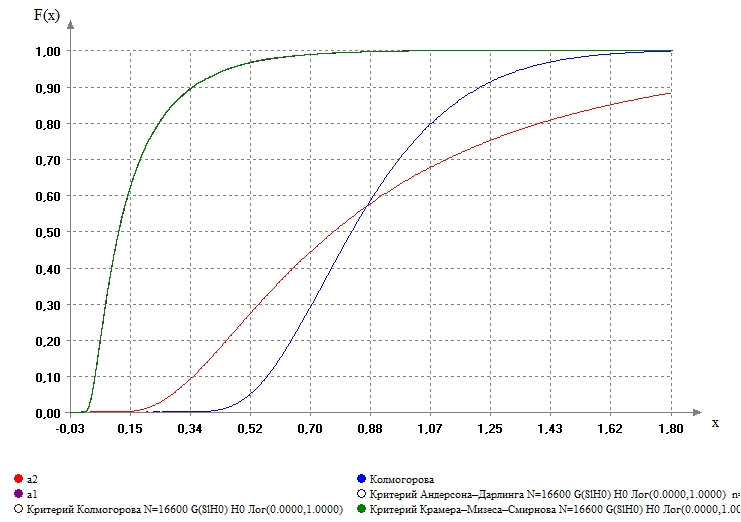 F(x)
1,00
0,90
0,80
0,70
0,60
0,50
0,40
0,30
0,20
0,10
0,00
-0,03 0,15 0,34 0,52 0,70 0,88 1,07 1,25 1,43 1,61 1,80 x
a2
a1
Критерий Колмогорова N=16600 G(S|H0) H0 Лог(0.0000,1.0000)
Колмогорова
Критерий Андерсона–Дарлинга N=16600 G(S|H0) H0 Лог(0.0000,1.0000) n=
Критерий Крамера–Мизеса–Смирнова N=16600 G(S|H0) H0 Лог(0.0000,1.00